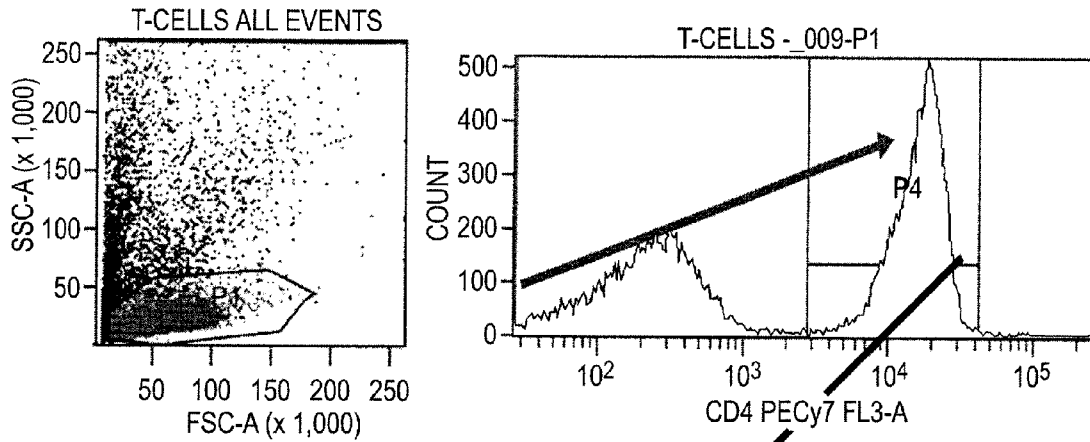 T-CELLS ALL EVENTS
SSC-A (x 1,000)
250
200
150
100
50
P1
50 100 150 200 250
FSC-A (x 1,000)
T-CELLS -_009-P1
COUNT
500
400
300
200
100
0
P4
10² 10³ 10⁴ 10⁵
CD4 PECy7 FL3-A